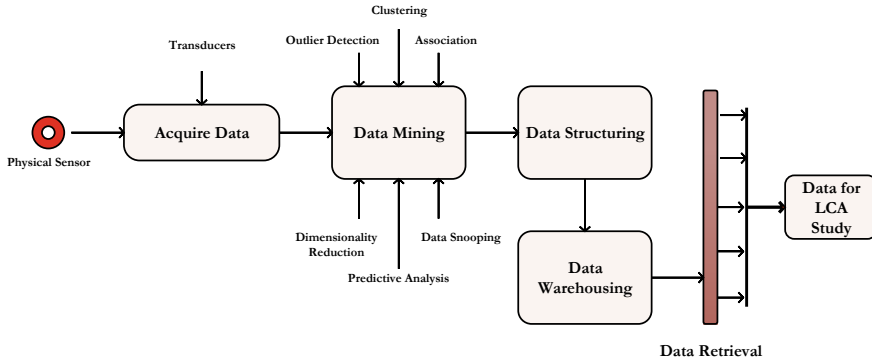 Clustering
Transducers
Outlier Detection
Association
Physical Sensor
Acquire Data
Data Mining
Data Structuring
Data for
LCA
Study
Dimensionality
Reduction
Data Snooping
Predictive Analysis
Data
Warehousing
Data Retrieval